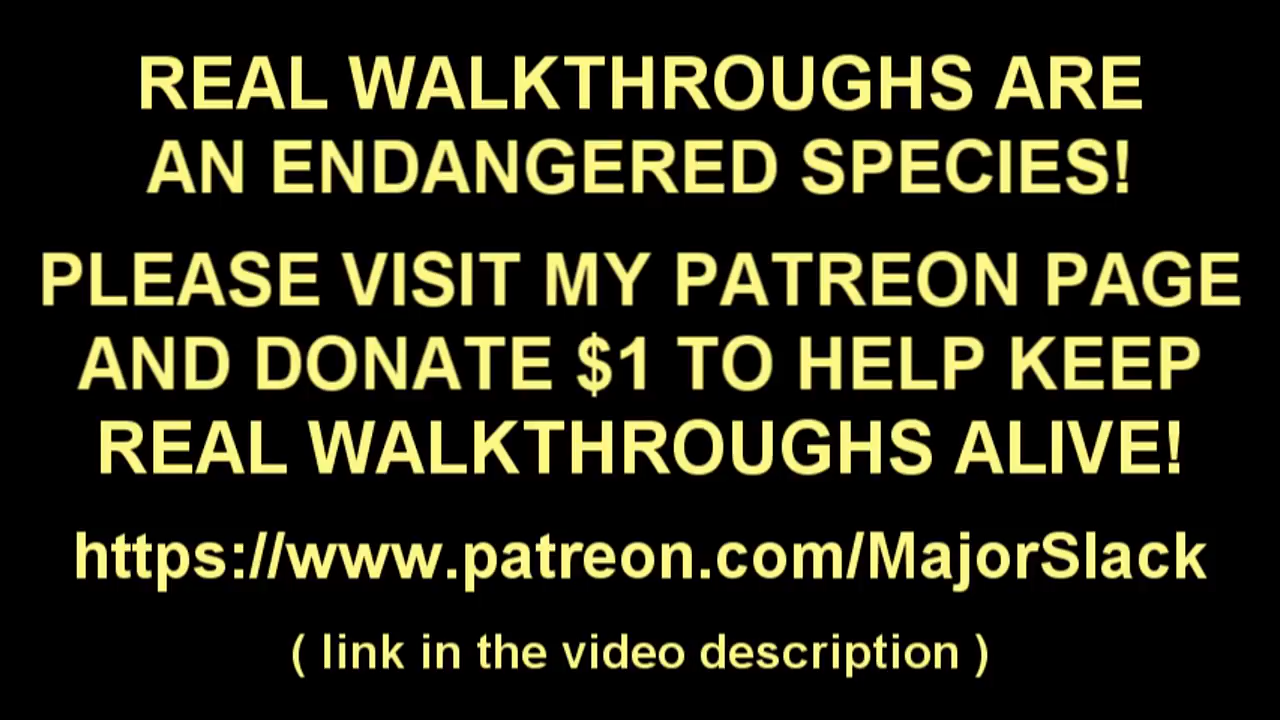 REAL WALKTHROUGHS ARE
AN ENDANGERED SPECIES!
PLEASE VISIT MY PATREON PAGE
AND DONATE $1 TO HELP KEEP
REAL WALKTHROUGHS ALIVE!
https://www.patreon.com/MajorSlack
( link in the video description )